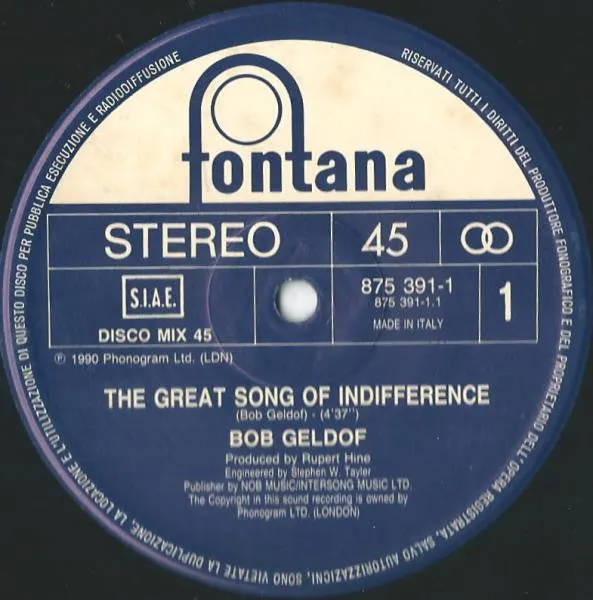 RISERVATI TUTTI I DIRITTI DEL PRODUTTORE FONOGRAFICO E DEL PROPRIETARIO DELL'OPERA REGISTRATA. SALVO AUTORIZZAZIONI, SONO VIETATE LA DUPLICAZIONE, LA LOCAZIONE E L'UTILIZZAZIONE DI QUESTO DISCO PER PUBBLICA ESECUZIONE E RADIODIFFUSIONE
fontana
STEREO 45
S.I.A.E.
875 391-1
875 391-1.1
1
MADE IN ITALY
DISCO MIX 45
℗ 1990 Phonogram Ltd. (LDN)
THE GREAT SONG OF INDIFFERENCE
(Bob Geldof) - (4'37")
BOB GELDOF
Produced by Rupert Hine
Engineered by Stephen W. Tayler
Publisher by NOB MUSIC/INTERSONG MUSIC LTD.
The Copyright in this sound recording is owned by
Phonogram LTD. (LONDON)